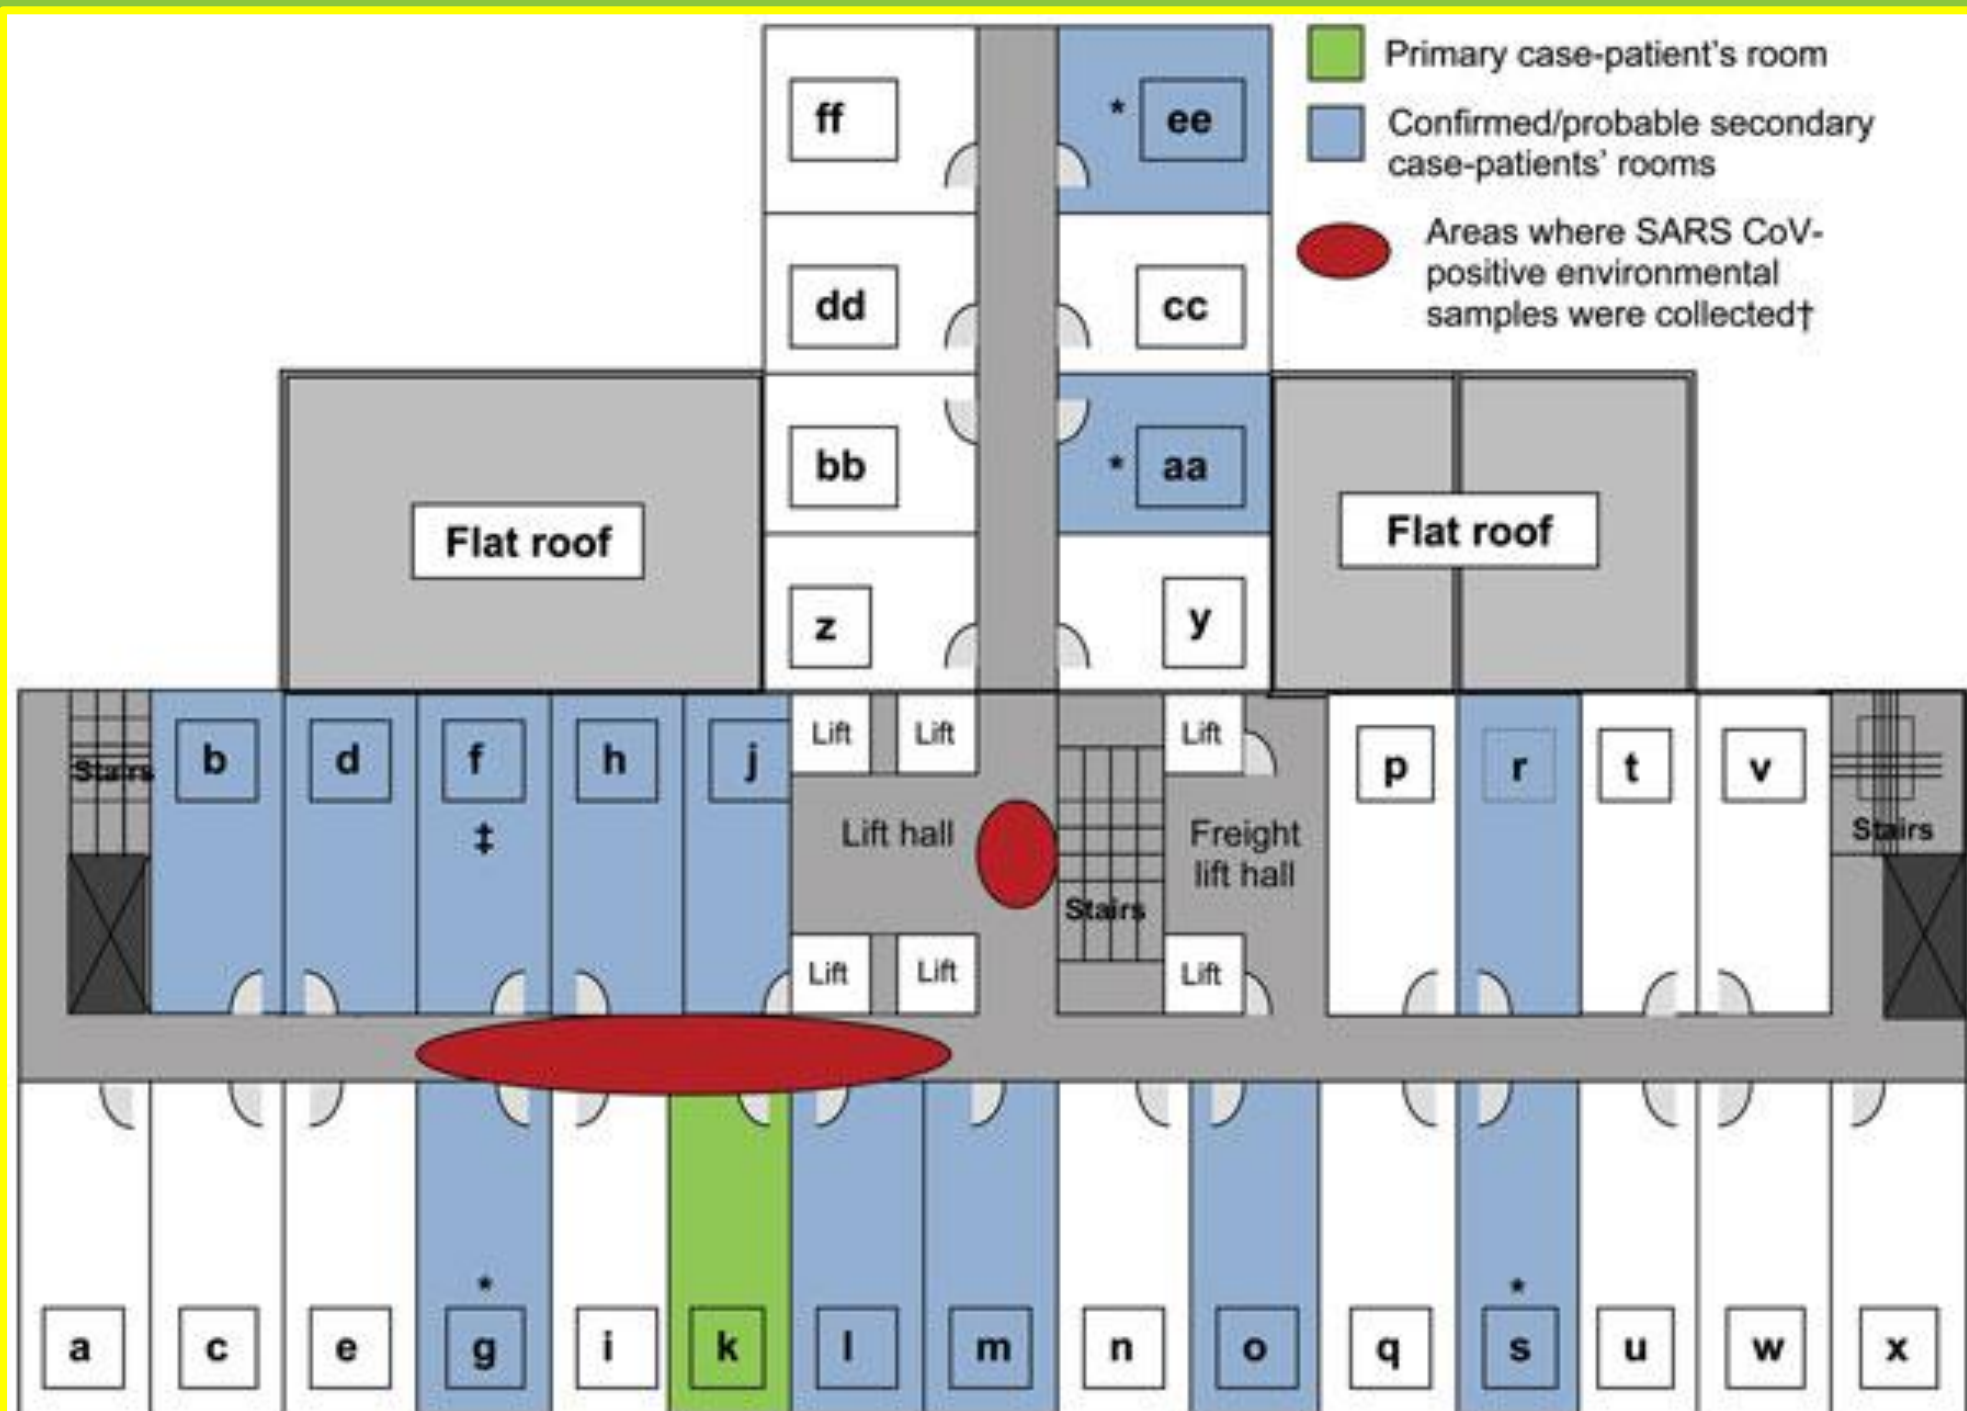 ff
* ee
Primary case-patient's room
Confirmed/probable secondary
case-patients' rooms
Areas where SARS CoV-
positive environmental
samples were collected†
dd
cc
bb
* aa
Flat roof
Flat roof
z
y
Stairs
b
d
f
‡
h
j
Lift
Lift
Lift
p
r
t
v
Lift hall
Freight
lift hall
Stairs
Stairs
Lift
Lift
Lift
*
*
a
c
e
g
i
k
l
m
n
o
q
s
u
w
x